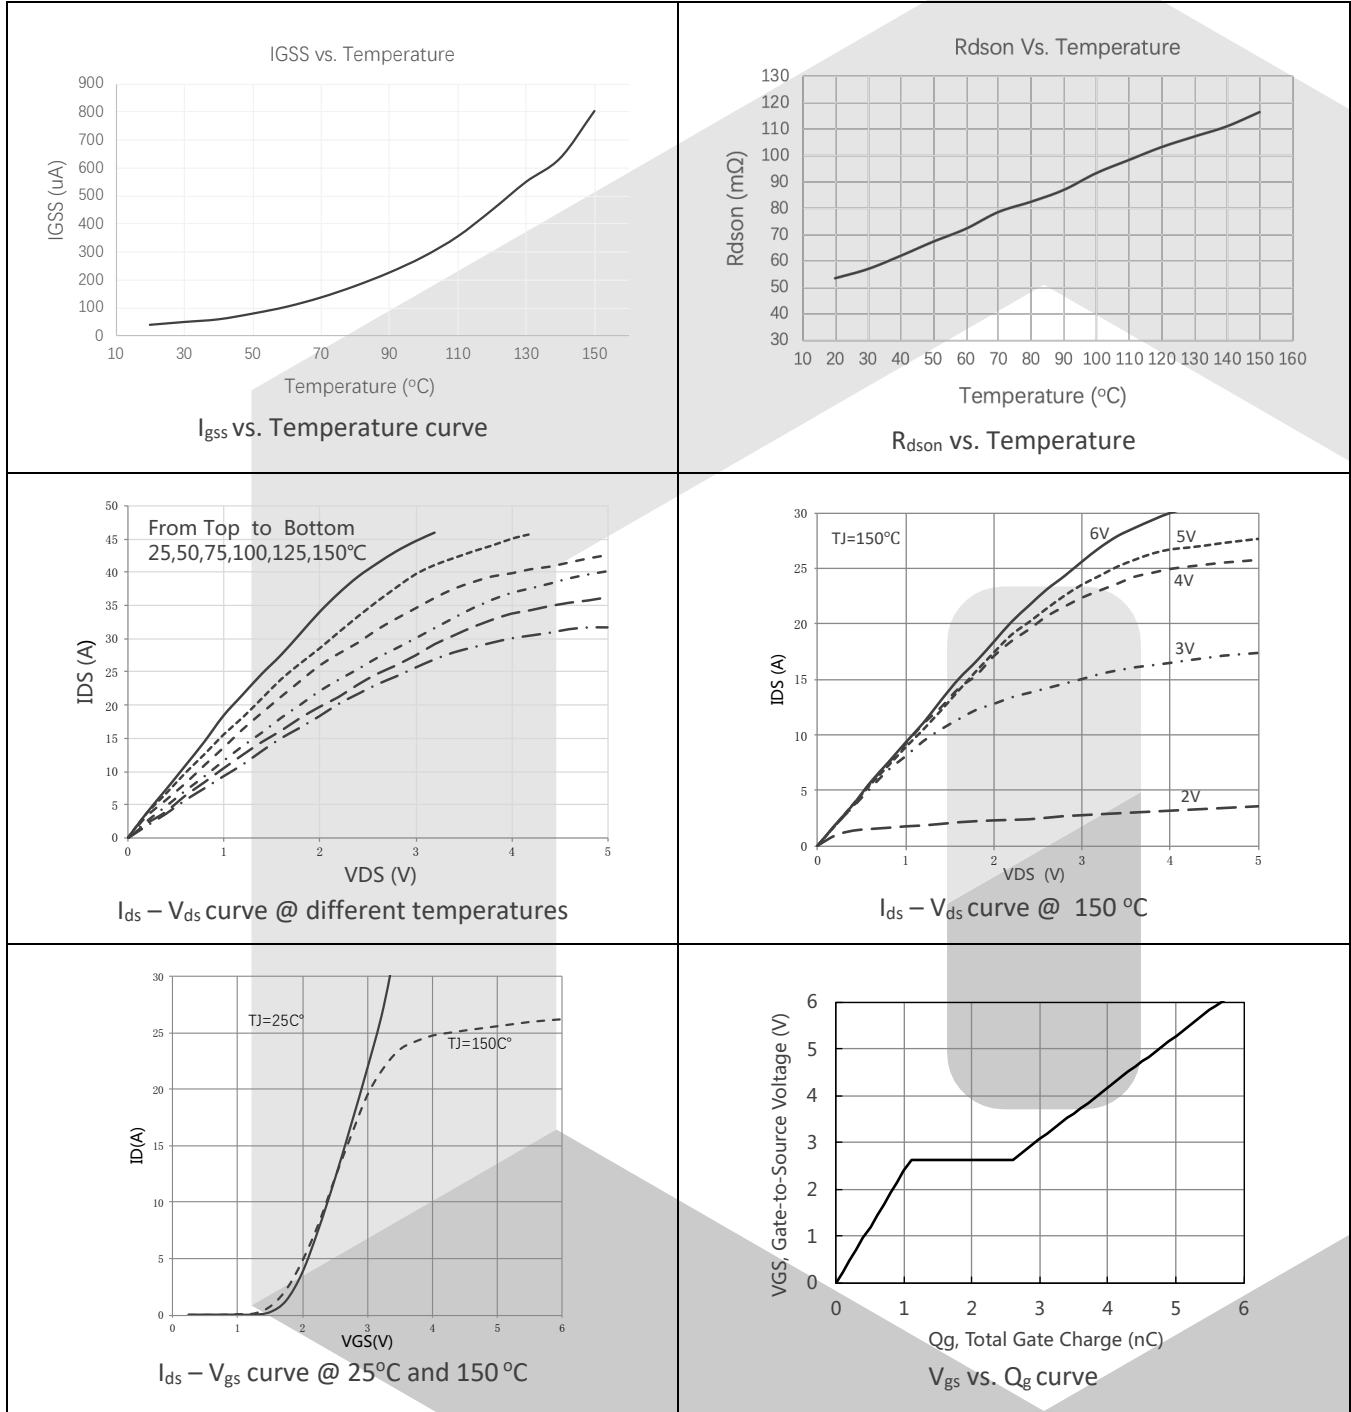 IGSS vs. Temperature
900
800
700
600
500
400
300
200
100
0
IGSS (uA)
10 30 50 70 90 110 130 150
Temperature (°C)
Igss vs. Temperature curve
Rdson Vs. Temperature
130
120
110
100
90
80
70
60
50
40
30
Rdson (mΩ)
10 20 30 40 50 60 70 80 90 100 110 120 130 140 150 160
Temperature (°C)
Rdson vs. Temperature
50
45
40
35
30
25
20
15
10
5
0
IDS (A)
From Top to Bottom
25,50,75,100,125,150℃
0 1 2 3 4 5
VDS (V)
Ids – Vds curve @ different temperatures
30
25
20
15
10
5
0
IDS (A)
TJ=150℃
6V
5V
4V
3V
2V
0 1 2 3 4 5
VDS (V)
Ids – Vds curve @ 150 °C
30
25
20
15
10
5
0
ID(A)
TJ=25C°
TJ=150C°
0 1 2 3 4 5 6
VGS(V)
Ids – Vgs curve @ 25°C and 150 °C
6
5
4
3
2
1
0
VGS, Gate-to-Source Voltage (V)
0 1 2 3 4 5 6
Qg, Total Gate Charge (nC)
Vgs vs. Qg curve